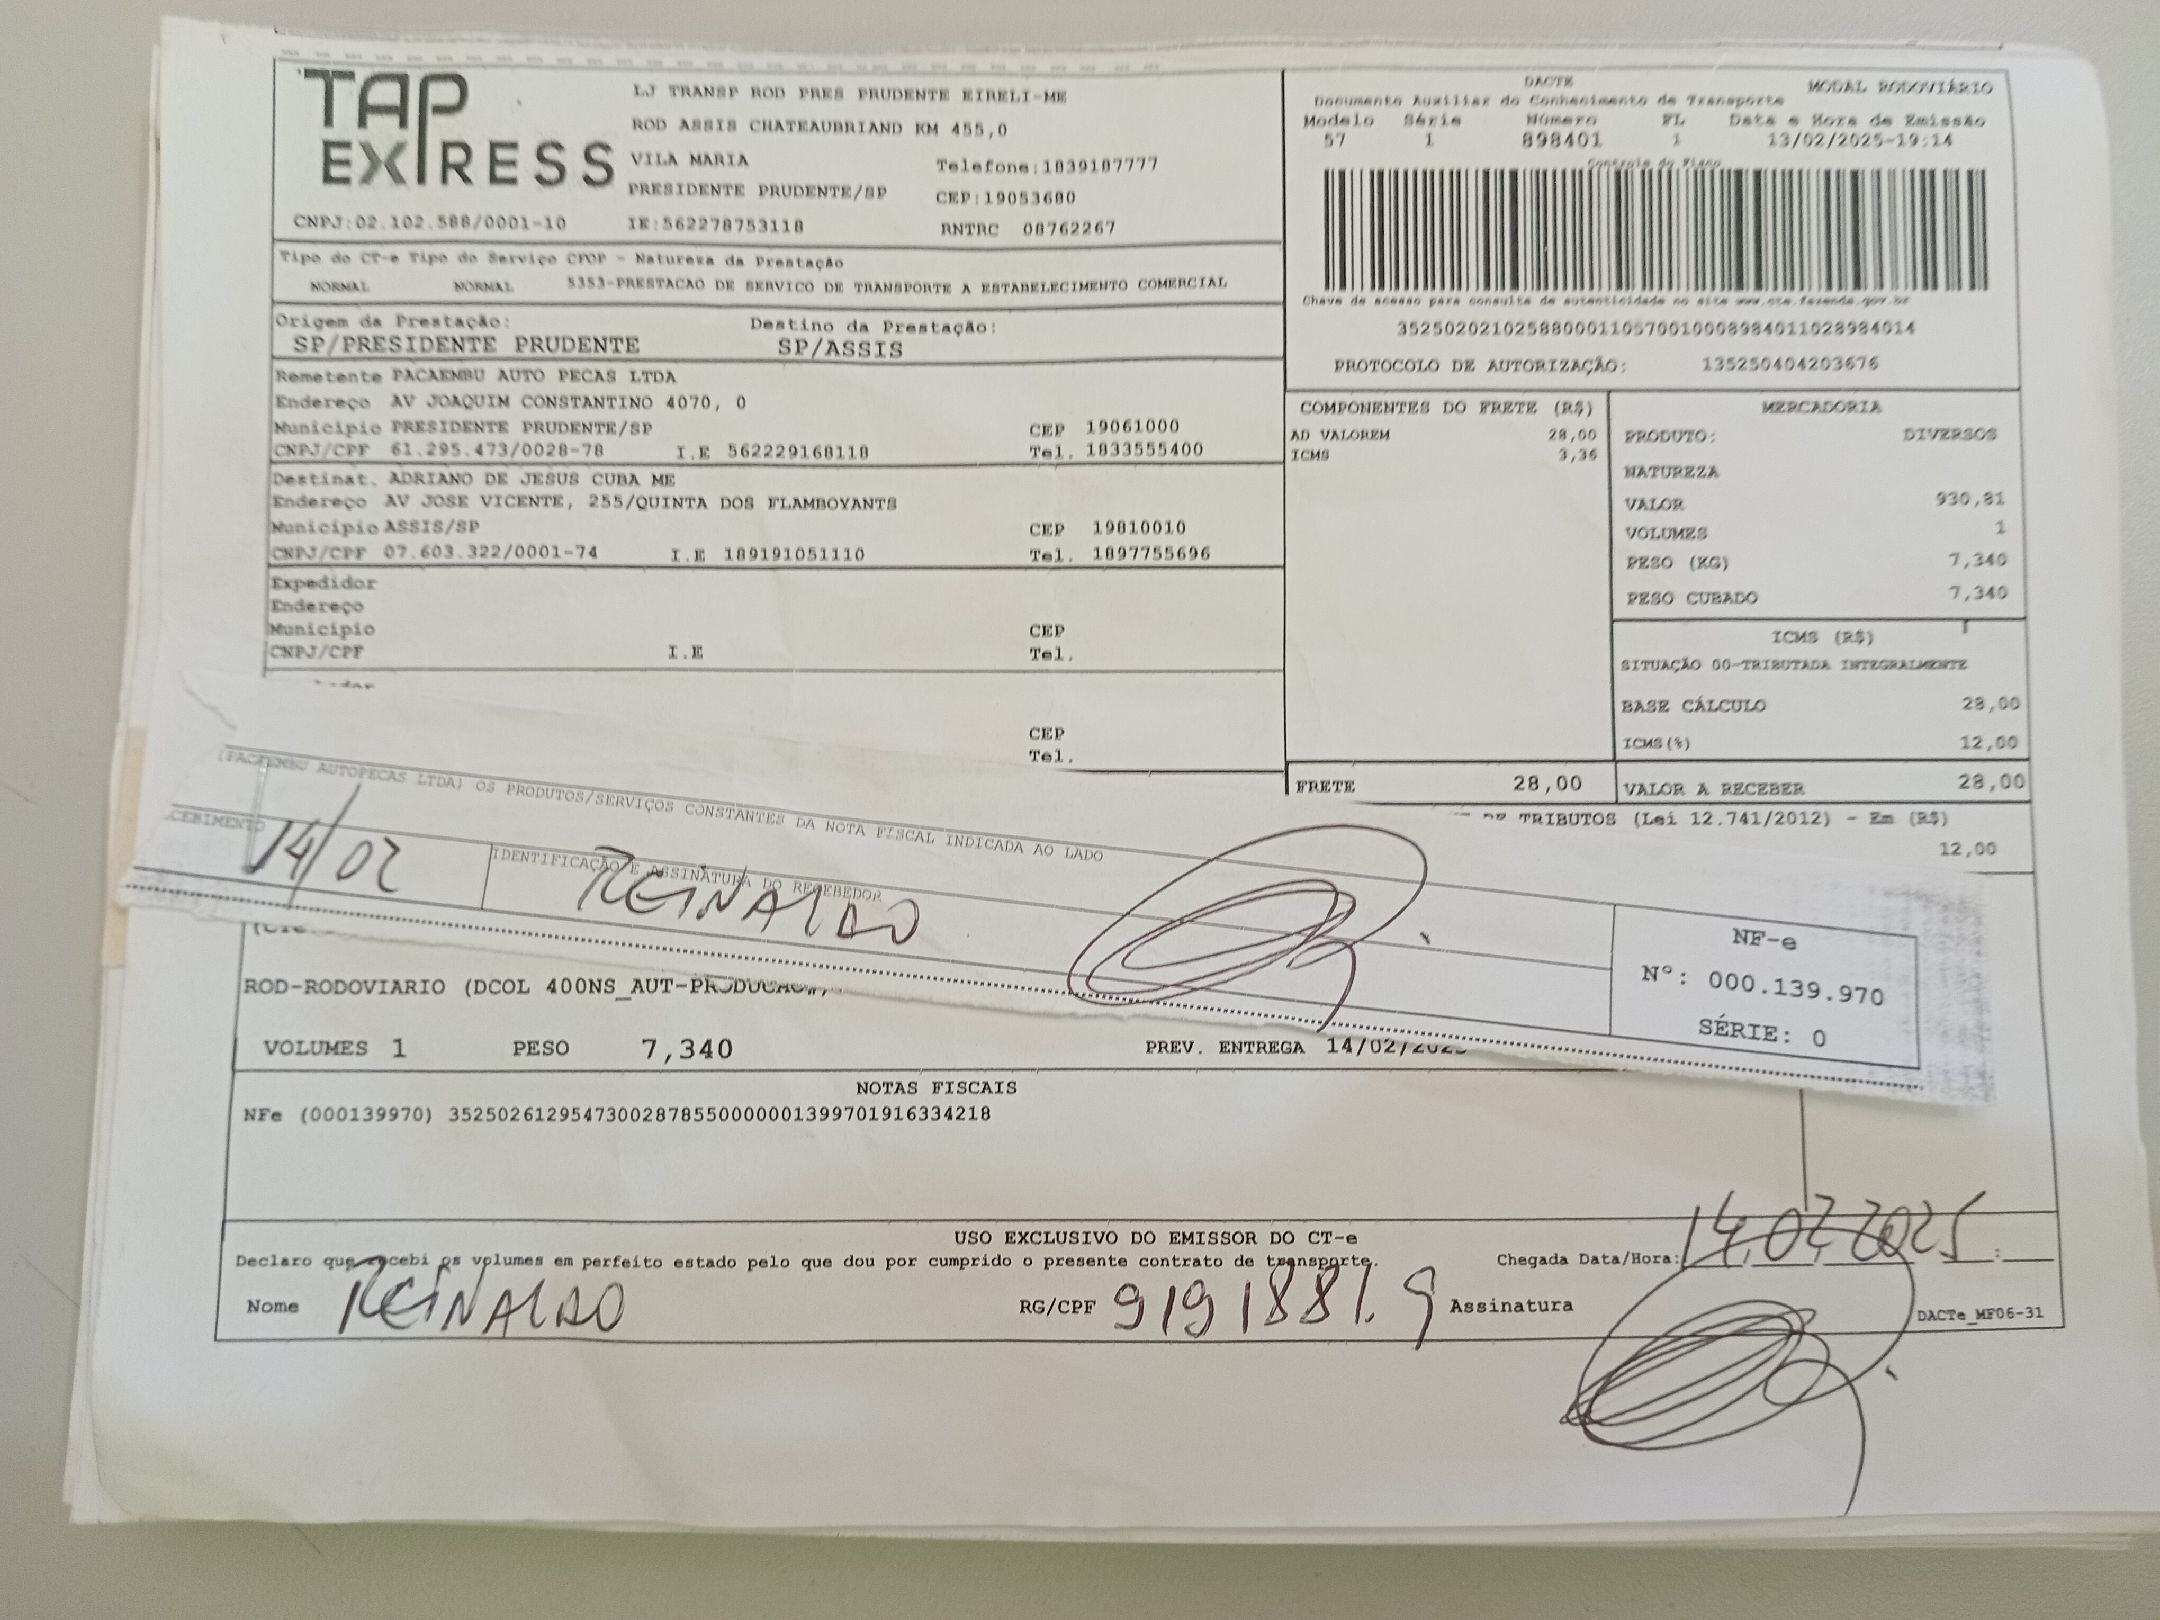 TAP EXPRESS
LJ TRANSP ROD PRES PRUDENTE EIRELI-ME
ROD ASSIS CHATEAUBRIAND KM 455,0
VILA MARIA Telefone:1839187777
PRESIDENTE PRUDENTE/SP CEP:19053680
CNPJ:02.102.588/0001-10 IE:562278753118 RNTRC 08762267
DACTE MODAL RODOVIÁRIO
Documento Auxiliar do Conhecimento de Transporte
Modelo Série Número FL Data e Hora de Emissão
57 1 898401 1 13/02/2025-19:14
Controle do Fisco
Chave de acesso para consulta de autenticidade no site www.cte.fazenda.gov.br
35250202102588000110570010008984011028984014
PROTOCOLO DE AUTORIZAÇÃO: 135250404203676
Tipo do CT-e Tipo do Serviço CFOP - Natureza da Prestação
NORMAL NORMAL 5353-PRESTACAO DE SERVICO DE TRANSPORTE A ESTABELECIMENTO COMERCIAL
Origem da Prestação: Destino da Prestação:
SP/PRESIDENTE PRUDENTE SP/ASSIS
Remetente PACAEMBU AUTO PECAS LTDA
Endereço AV JOAQUIM CONSTANTINO 4070, 0
Município PRESIDENTE PRUDENTE/SP CEP 19061000
CNPJ/CPF 61.295.473/0028-78 I.E 562229168118 Tel. 1833555400
Destinat. ADRIANO DE JESUS CUBA ME
Endereço AV JOSE VICENTE, 255/QUINTA DOS FLAMBOYANTS
Município ASSIS/SP CEP 19810010
CNPJ/CPF 07.603.322/0001-74 I.E 189191051110 Tel. 1897755696
Expedidor
Endereço
Município CEP
CNPJ/CPF I.E Tel.
CEP
Tel.
COMPONENTES DO FRETE (R$)
AD VALOREM 28,00
ICMS 3,36
FRETE 28,00
MERCADORIA
PRODUTO: DIVERSOS
NATUREZA
VALOR 930,81
VOLUMES 1
PESO (KG) 7,340
PESO CUBADO 7,340
ICMS (R$)
SITUAÇÃO 00-TRIBUTADA INTEGRALMENTE
BASE CÁLCULO 28,00
ICMS(%) 12,00
VALOR A RECEBER 28,00
DE TRIBUTOS (Lei 12.741/2012) - Em (R$)
12,00
(PACAEMBU AUTOPECAS LTDA) OS PRODUTOS/SERVIÇOS CONSTANTES DA NOTA FISCAL INDICADA AO LADO
CEBIMENTO IDENTIFICAÇÃO E ASSINATURA DO RECEBEDOR
14/02 REINALDO
NF-e
Nº: 000.139.970
SÉRIE: 0
ROD-RODOVIARIO (DCOL 400NS_AUT-PRODUCAO#)
VOLUMES 1 PESO 7,340 PREV. ENTREGA 14/02/2025
NOTAS FISCAIS
NFe (000139970) 35250261295473002878550000001399701916334218
USO EXCLUSIVO DO EMISSOR DO CT-e
Declaro que recebi os volumes em perfeito estado pelo que dou por cumprido o presente contrato de transporte. Chegada Data/Hora: 14.02.2025 :
Nome REINALDO RG/CPF 9191881.9 Assinatura
DACTe_MF06-31